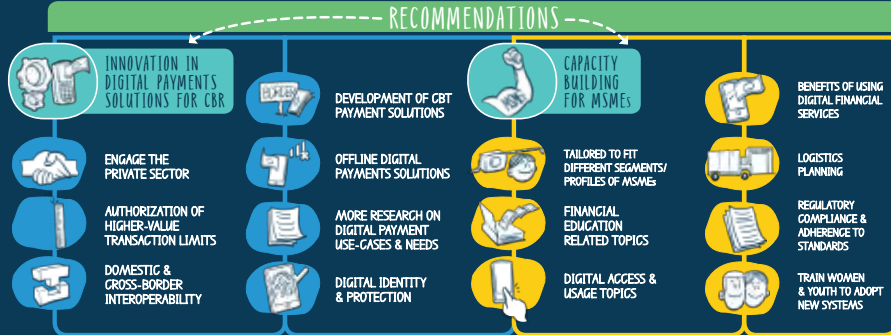 RECOMMENDATIONS
INNOVATION IN
DIGITAL PAYMENTS
SOLUTIONS FOR CBR
ENGAGE THE
PRIVATE SECTOR
AUTHORIZATION OF
HIGHER-VALUE
TRANSACTION LIMITS
DOMESTIC &
CROSS-BORDER
INTEROPERABILITY
BORDER
DEVELOPMENT OF CBT
PAYMENT SOLUTIONS
OFFLINE DIGITAL
PAYMENTS SOLUTIONS
MORE RESEARCH ON
DIGITAL PAYMENT
USE-CASES & NEEDS
DIGITAL IDENTITY
& PROTECTION
MSME
CAPACITY
BUILDING
FOR MSMEs
TAILORED TO FIT
DIFFERENT SEGMENTS/
PROFILES OF MSMEs
FINANCIAL
EDUCATION
RELATED TOPICS
DIGITAL ACCESS &
USAGE TOPICS
BENEFITS OF USING
DIGITAL FINANCIAL
SERVICES
LOGISTICS
PLANNING
REGULATORY
COMPLIANCE &
ADHERENCE TO
STANDARDS
TRAIN WOMEN
& YOUTH TO ADOPT
NEW SYSTEMS